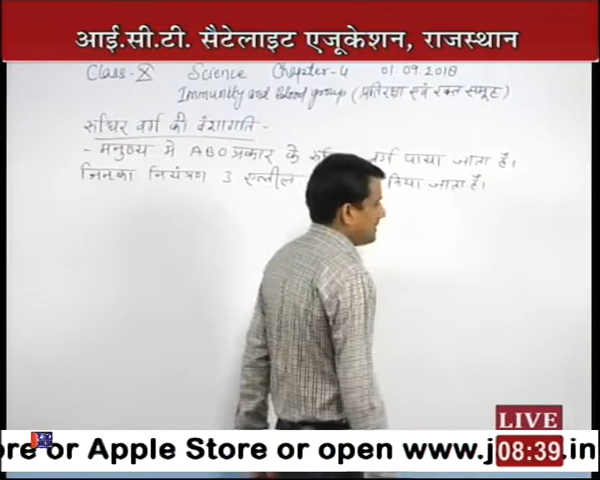 आई.सी.टी. सैटेलाइट एजूकेशन, राजस्थान
Class-X Science Chapter-4 01.09.2018
Immunity and Blood group (प्रतिरक्षा एवं रक्त समूह)
रुधिर वर्ग की वंशागति -
- मनुष्य में ABO प्रकार के वर्ग पाया जाता है।
जिनका नियंत्रण 3 एलील किया जाता है।
LIVE
ore or Apple Store or open www.j
08:39
.in